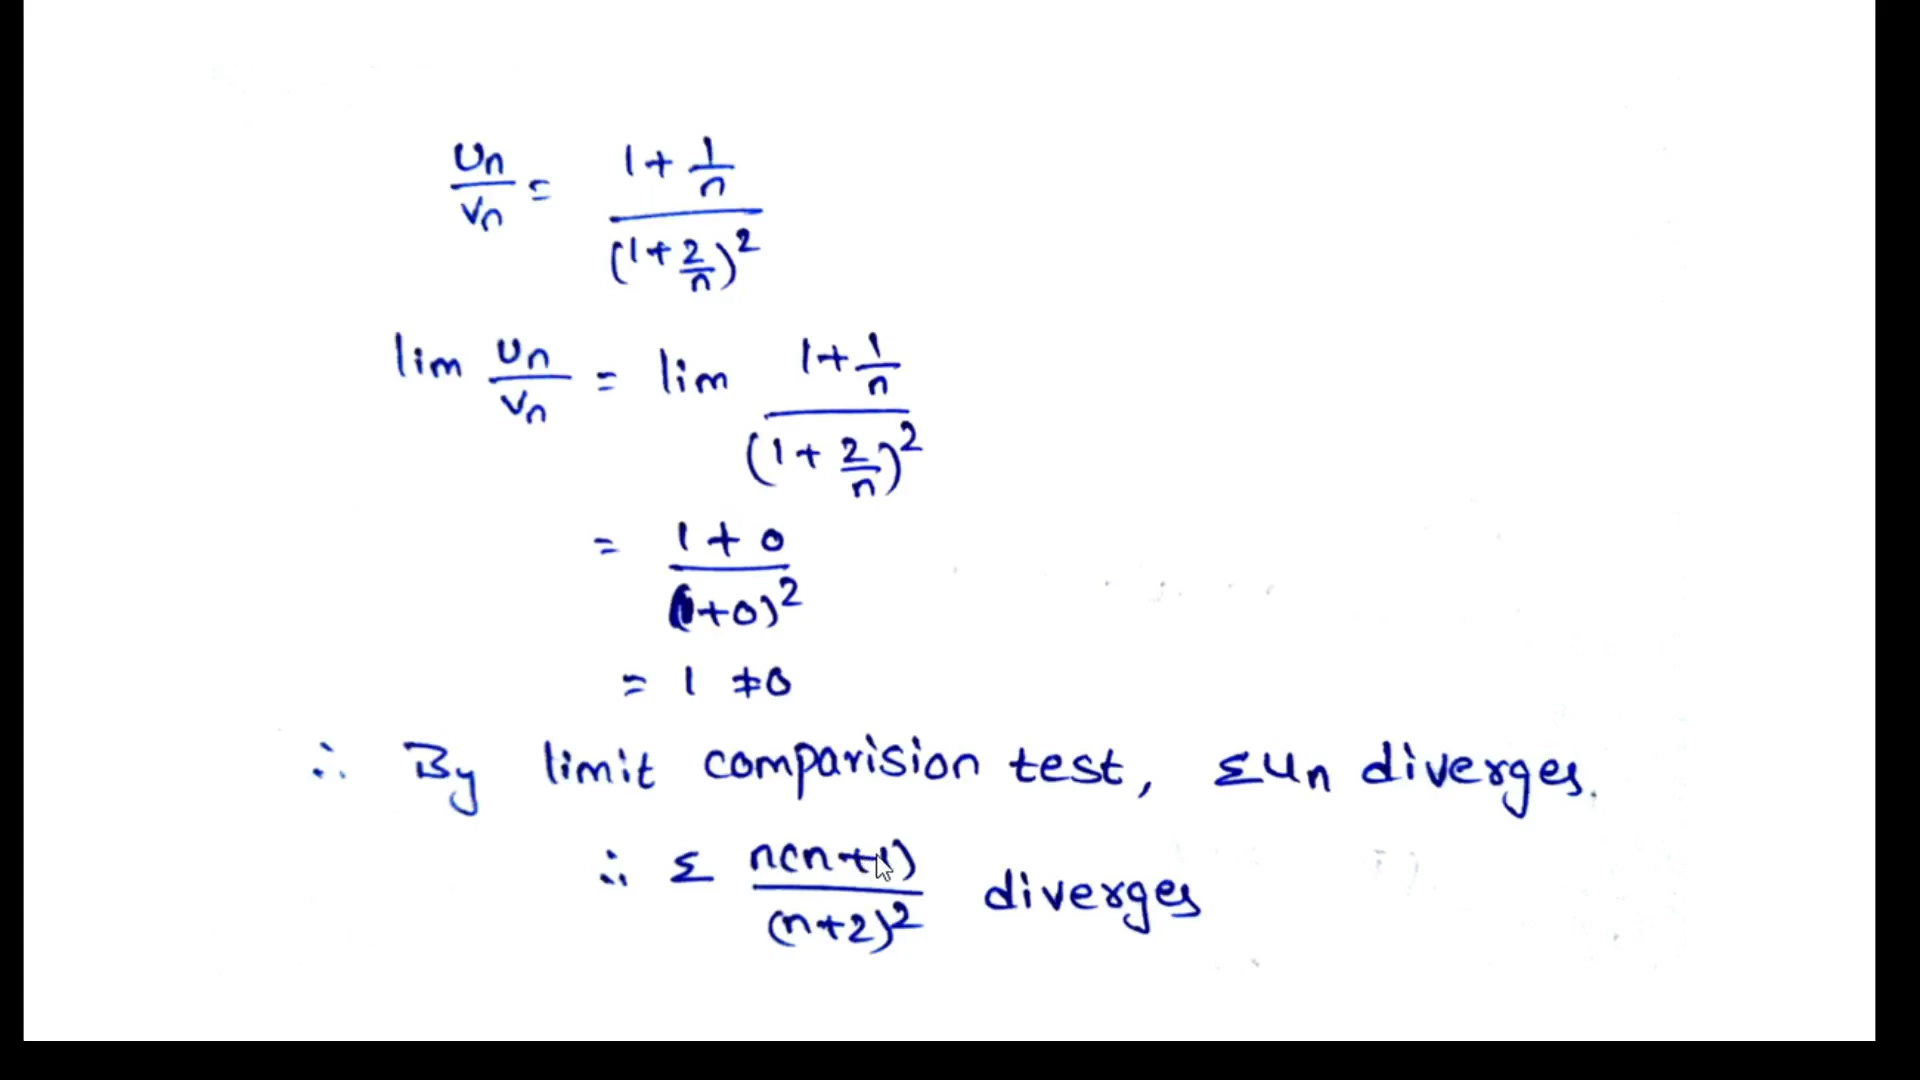 Un/Vn = (1 + 1/n)/(1 + 2/n)²
lim Un/Vn = lim (1 + 1/n)/(1 + 2/n)²
= (1 + 0)/(1+0)²
= 1 ≠0
∴ By limit comparision test, ΣUn diverges.
∴ Σ n(n+1)/(n+2)² diverges